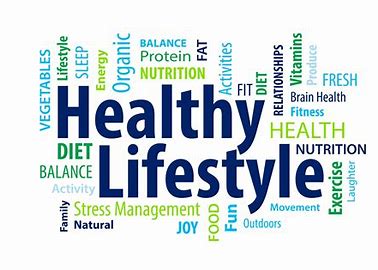 VEGETABLES
Lifestyle
SLEEP
Energy
Organic
BALANCE
Protein
NUTRITION
FAT
Activities
FIT
DIET
RELATIONSHIPS
Vitamins
Produce
FRESH
Brain Health
Fitness
Healthy
HEALTH
DIET
BALANCE
Activity
Lifestyle
NUTRITION
Exercise
Laughter
Family
Stress Management
Natural
JOY
FOOD
Fun
Movement
Outdoors